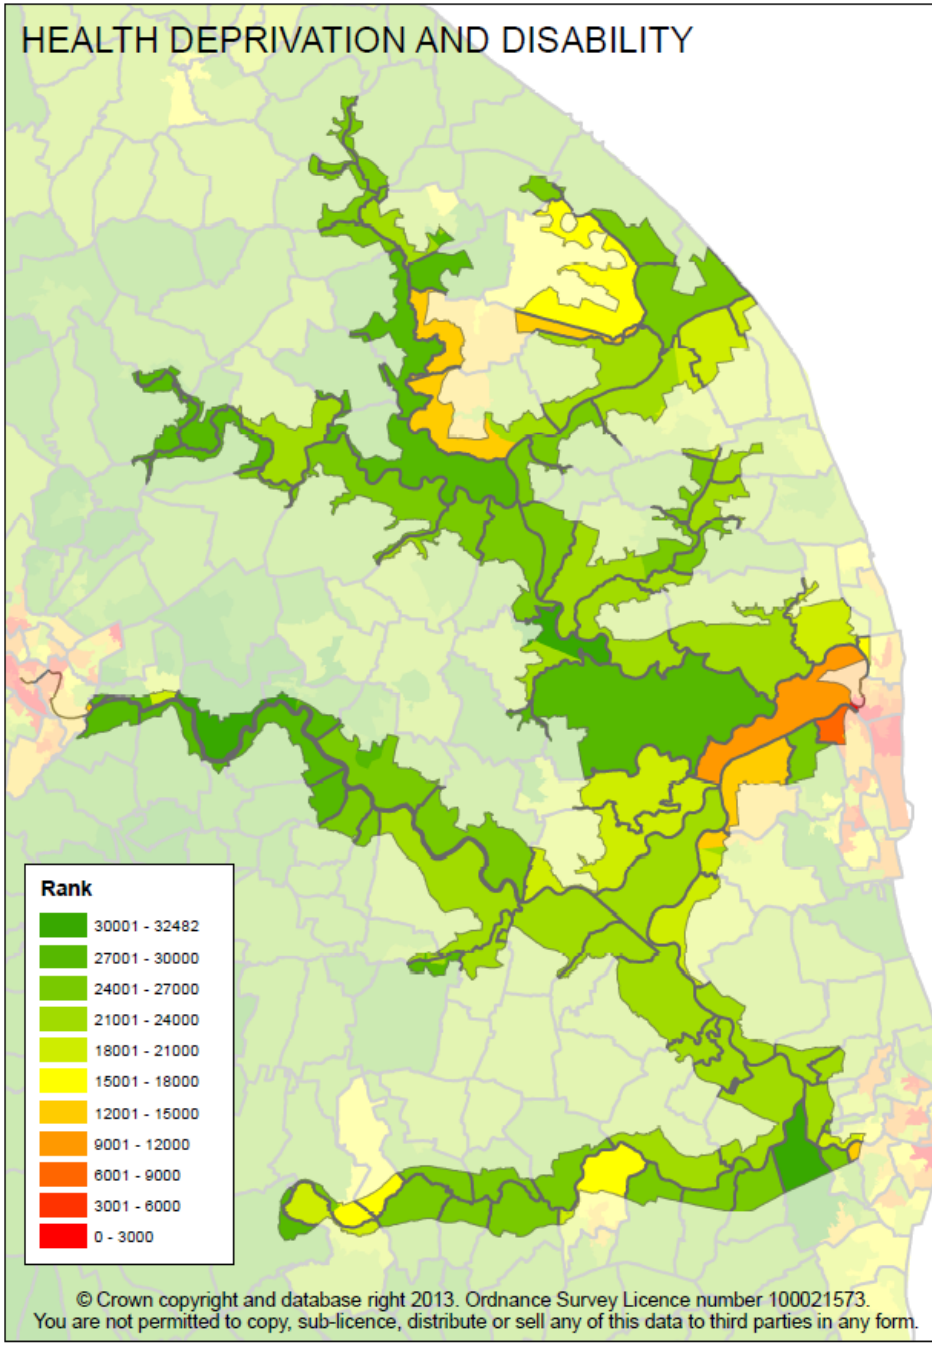 HEALTH DEPRIVATION AND DISABILITY
Rank
30001 - 32482
27001 - 30000
24001 - 27000
21001 - 24000
18001 - 21000
15001 - 18000
12001 - 15000
9001 - 12000
6001 - 9000
3001 - 6000
0 - 3000
© Crown copyright and database right 2013. Ordnance Survey Licence number 100021573.
You are not permitted to copy, sub-licence, distribute or sell any of this data to third parties in any form.